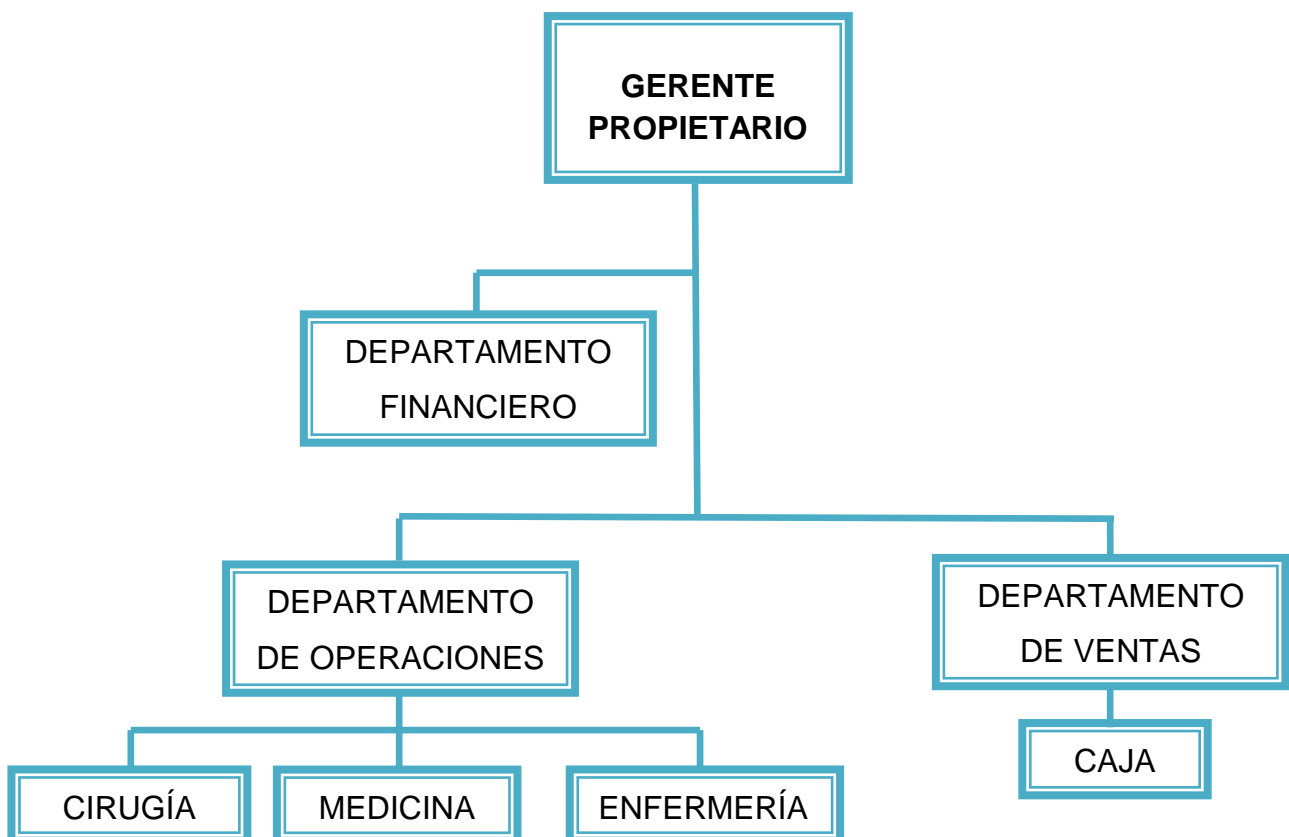 GERENTE
PROPIETARIO
DEPARTAMENTO
FINANCIERO
DEPARTAMENTO
DE OPERACIONES
DEPARTAMENTO
DE VENTAS
CIRUGÍA
MEDICINA
ENFERMERÍA
CAJA